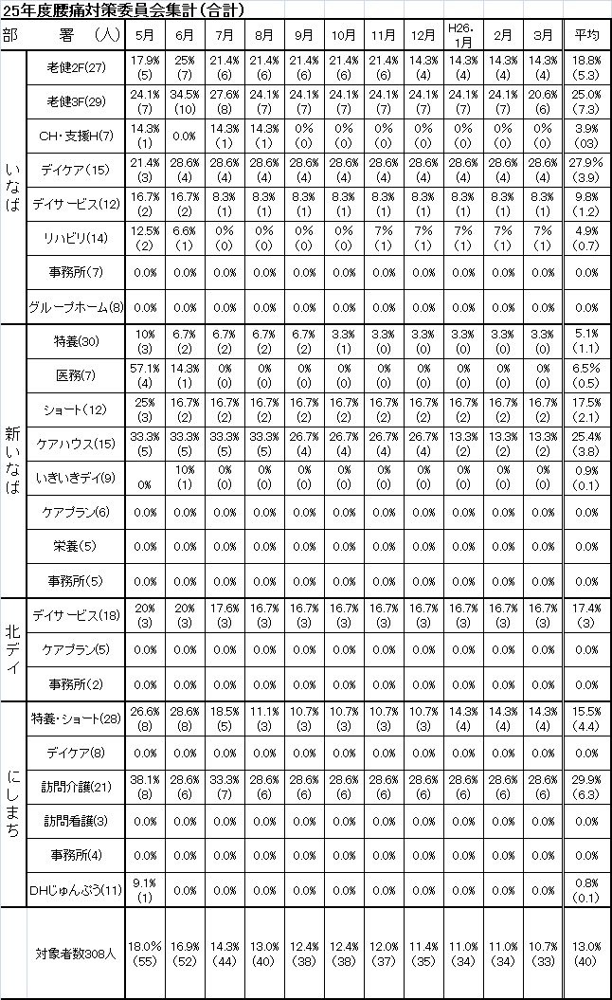 25年度腰痛対策委員会集計（合計）
部 署 (人) 5月 6月 7月 8月 9月 10月 11月 12月 H26.1月 2月 3月 平均
いなば
老健2F(27) 17.9% 25% 21.4% 21.4% 21.4% 21.4% 21.4% 14.3% 14.3% 14.3% 14.3% 18.8%
(5) (7) (6) (6) (6) (6) (6) (4) (4) (4) (4) (5.3)
老健3F(29) 24.1% 34.5% 27.6% 24.1% 24.1% 24.1% 24.1% 24.1% 24.1% 24.1% 20.6% 25.0%
(7) (10) (8) (7) (7) (7) (7) (7) (7) (7) (6) (7.3)
CH・支援H(7) 14.3% 0.0% 14.3% 14.3% 0% 0% 0% 0% 0% 0% 0% 3.9%
(1) (1) (1) (0) (0) (0) (0) (0) (0) (0) (03)
デイケア(15) 21.4% 28.6% 28.6% 28.6% 28.6% 28.6% 28.6% 28.6% 28.6% 28.6% 28.6% 27.9%
(3) (4) (4) (4) (4) (4) (4) (4) (4) (4) (4) (3.9)
デイサービス(12) 16.7% 16.7% 8.3% 8.3% 8.3% 8.3% 8.3% 8.3% 8.3% 8.3% 8.3% 9.8%
(2) (2) (1) (1) (1) (1) (1) (1) (1) (1) (1) (1.2)
リハビリ(14) 12.5% 6.6% 0% 0% 0% 0% 7% 7% 7% 7% 7% 4.9%
(2) (1) (0) (0) (0) (0) (1) (1) (1) (1) (1) (0.7)
事務所(7) 0.0% 0.0% 0.0% 0.0% 0.0% 0.0% 0.0% 0.0% 0.0% 0.0% 0.0% 0.0%
グループホーム(8) 0.0% 0.0% 0.0% 0.0% 0.0% 0.0% 0.0% 0.0% 0.0% 0.0% 0.0% 0.0%
新いなば
特養(30) 10% 6.7% 6.7% 6.7% 6.7% 3.3% 3.3% 3.3% 3.3% 3.3% 3.3% 5.1%
(3) (2) (2) (2) (2) (1) (0) (0) (0) (0) (0) (1.1)
医務(7) 57.1% 14.3% 0% 0% 0% 0% 0% 0% 0% 0% 0% 6.5%
(4) (1) (0) (0) (0) (0) (0) (0) (0) (0) (0) (0.5)
ショート(12) 25% 16.7% 16.7% 16.7% 16.7% 16.7% 16.7% 16.7% 16.7% 16.7% 16.7% 17.5%
(3) (2) (2) (2) (2) (2) (2) (2) (2) (2) (2) (2.1)
ケアハウス(15) 33.3% 33.3% 33.3% 33.3% 26.7% 26.7% 26.7% 26.7% 13.3% 13.3% 13.3% 25.4%
(5) (5) (5) (5) (4) (4) (4) (4) (2) (2) (2) (3.8)
いきいきデイ(9) 0% 10% 0% 0% 0% 0% 0% 0% 0% 0% 0% 0.9%
(1) (0) (0) (0) (0) (0) (0) (0) (0) (0) (0.1)
ケアプラン(6) 0.0% 0.0% 0.0% 0.0% 0.0% 0.0% 0.0% 0.0% 0.0% 0.0% 0.0% 0.0%
栄養(5) 0.0% 0.0% 0.0% 0.0% 0.0% 0.0% 0.0% 0.0% 0.0% 0.0% 0.0% 0.0%
事務所(5) 0.0% 0.0% 0.0% 0.0% 0.0% 0.0% 0.0% 0.0% 0.0% 0.0% 0.0% 0.0%
北デイ
デイサービス(18) 20% 20% 17.6% 16.7% 16.7% 16.7% 16.7% 16.7% 16.7% 16.7% 16.7% 17.4%
(3) (3) (3) (3) (3) (3) (3) (3) (3) (3) (3) (3)
ケアプラン(5) 0.0% 0.0% 0.0% 0.0% 0.0% 0.0% 0.0% 0.0% 0.0% 0.0% 0.0% 0.0%
事務所(2) 0.0% 0.0% 0.0% 0.0% 0.0% 0.0% 0.0% 0.0% 0.0% 0.0% 0.0% 0.0%
にしまち
特養・ショート(28) 26.6% 28.6% 18.5% 11.1% 10.7% 10.7% 10.7% 10.7% 14.3% 14.3% 14.3% 15.5%
(8) (8) (5) (3) (3) (3) (3) (3) (4) (4) (4) (4.4)
デイケア(8) 0.0% 0.0% 0.0% 0.0% 0.0% 0.0% 0.0% 0.0% 0.0% 0.0% 0.0% 0.0%
訪問介護(21) 38.1% 28.6% 33.3% 28.6% 28.6% 28.6% 28.6% 28.6% 28.6% 28.6% 28.6% 29.9%
(8) (6) (7) (6) (6) (6) (6) (6) (6) (6) (6) (6.3)
訪問看護(3) 0.0% 0.0% 0.0% 0.0% 0.0% 0.0% 0.0% 0.0% 0.0% 0.0% 0.0% 0.0%
事務所(4) 0.0% 0.0% 0.0% 0.0% 0.0% 0.0% 0.0% 0.0% 0.0% 0.0% 0.0% 0.0%
DHじゅんぷう(11) 9.1% 0.0% 0.0% 0.0% 0.0% 0.0% 0.0% 0.0% 0.0% 0.0% 0.0% 0.8%
(1) (0.1)
対象者数308人 18.0% 16.9% 14.3% 13.0% 12.4% 12.4% 12.0% 11.4% 11.0% 11.0% 10.7% 13.0%
(55) (52) (44) (40) (38) (38) (37) (35) (34) (34) (33) (40)